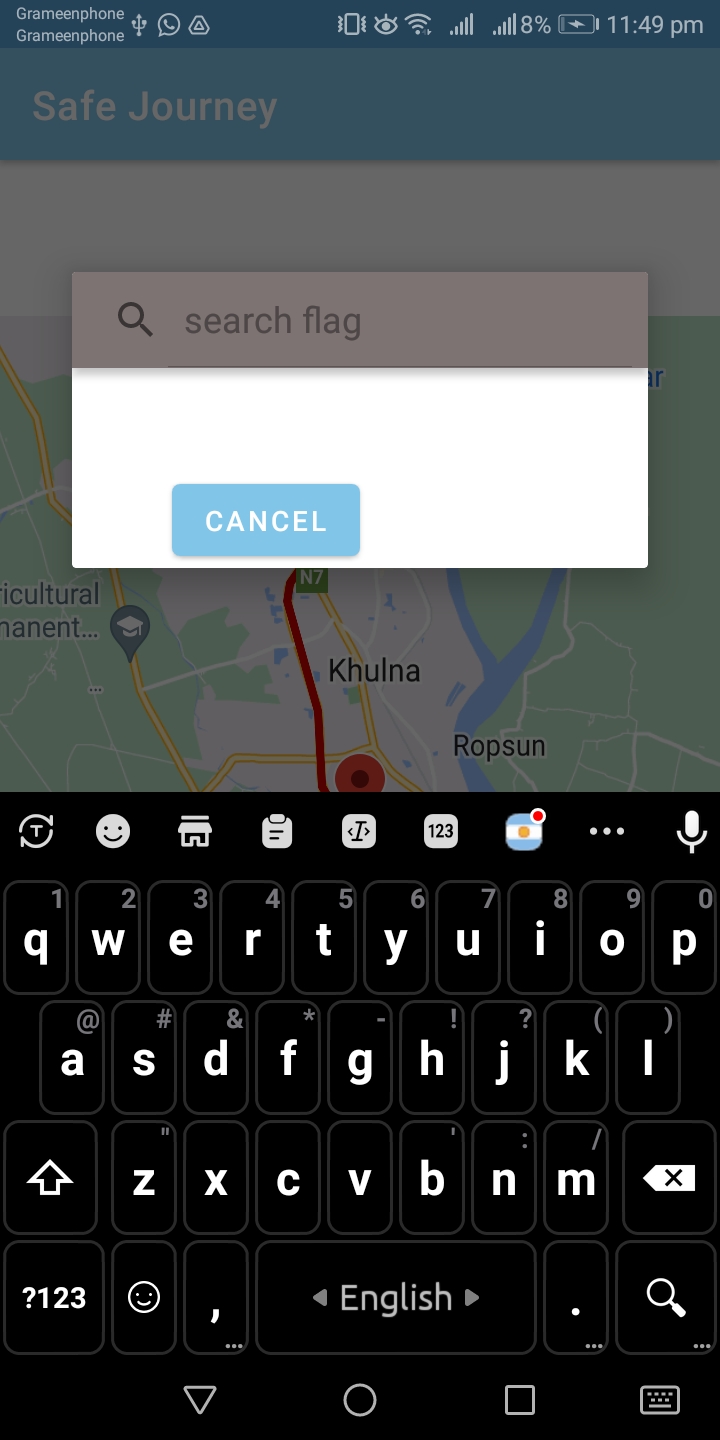 Grameenphone
Grameenphone
8% 11:49 pm
Safe Journey
search flag
ar
CANCEL
N7
ricultural
nanent...
Khulna
Ropsun
T 123
1 2 3 4 5 6 7 8 9 0
q w e r t y u i o p
@ # & * - ! ? ( )
a s d f g h j k l
" ' : /
z x c v b n m
?123 , English .